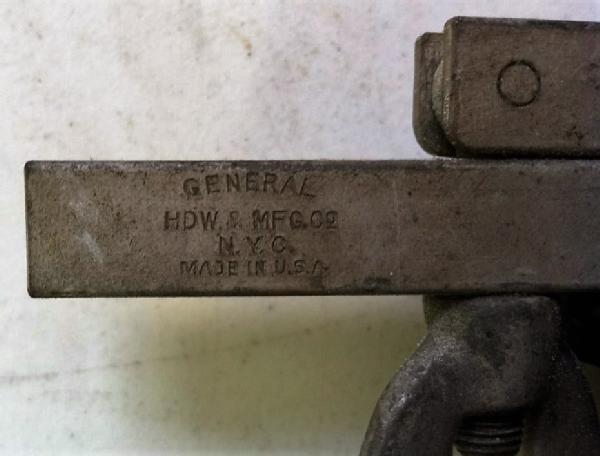 GENERAL
HDW. & MFG. Co
N.Y.C.
MADE IN U.S.A.